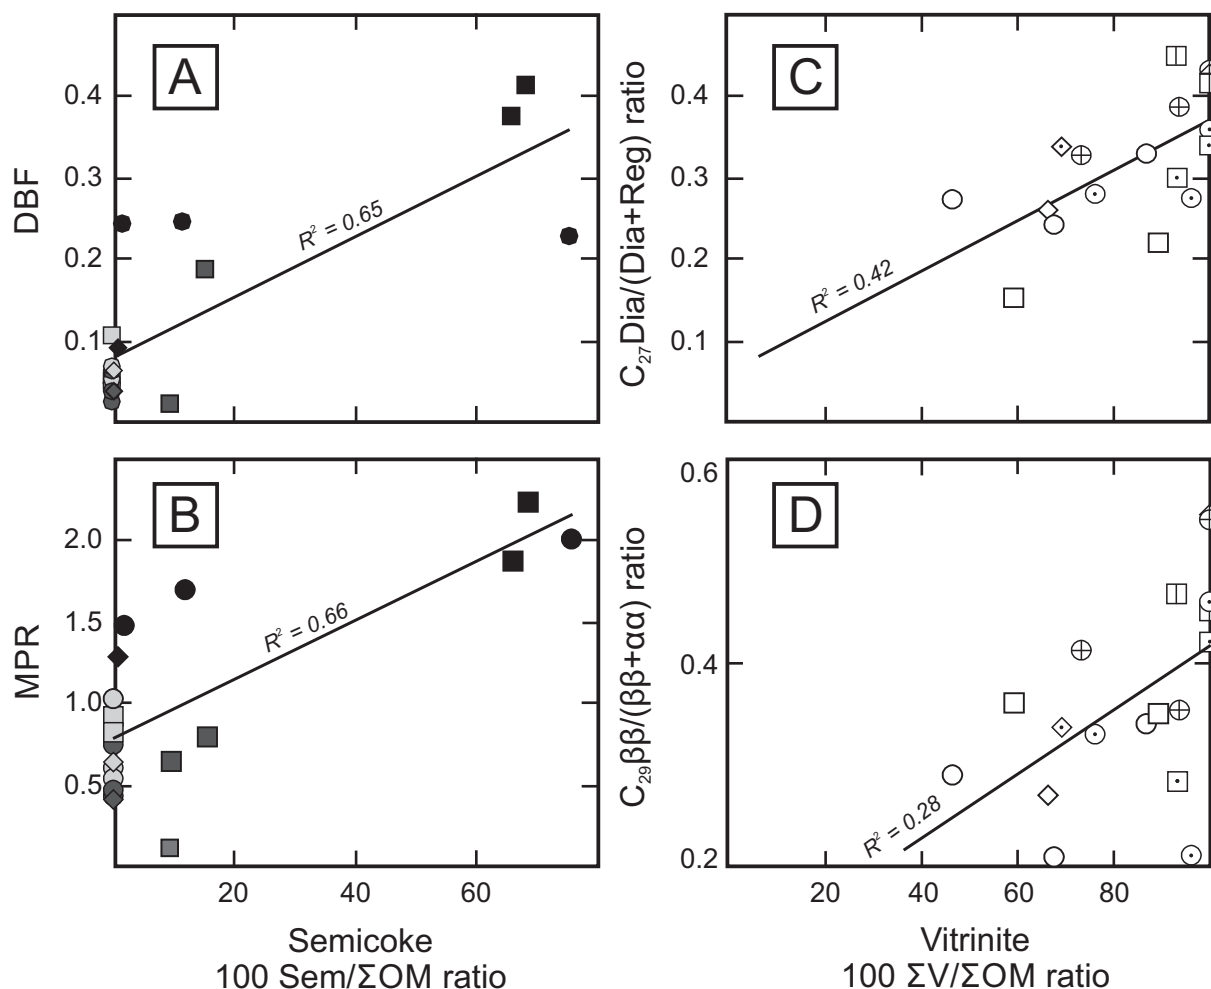 A
DBF
0.4
0.3
0.2
0.1
R² = 0.65
C
C₂₇Dia/(Dia+Reg) ratio
0.4
0.3
0.2
0.1
R² = 0.42
B
MPR
2.0
1.5
1.0
0.5
R² = 0.66
20
40
60
Semicoke
100 Sem/ΣOM ratio
D
C₂₉ββ/(ββ+αα) ratio
0.6
0.4
0.2
R² = 0.28
20
40
60
80
Vitrinite
100 ΣV/ΣOM ratio